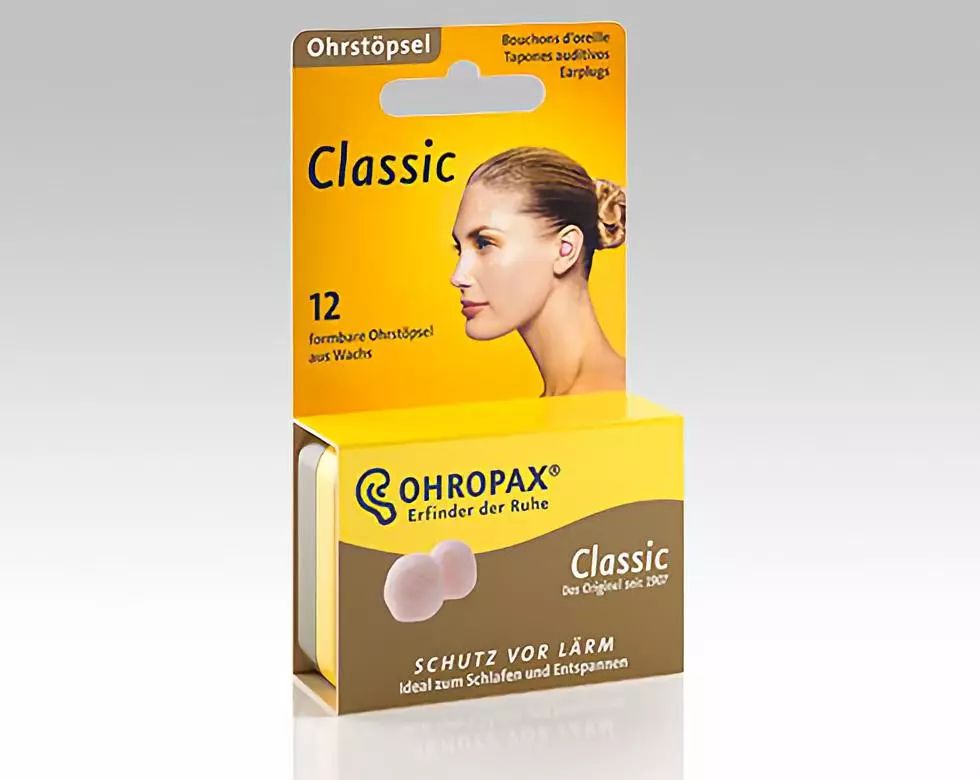 Ohrstöpsel
Bouchons d'oreille
Tapones auditivos
Earplugs
Classic
12
formbare Ohrstöpsel
aus Wachs
OHROPAX®
Erfinder der Ruhe
Classic
Das Original seit 1907
SCHUTZ VOR LÄRM
Ideal zum Schlafen und Entspannen